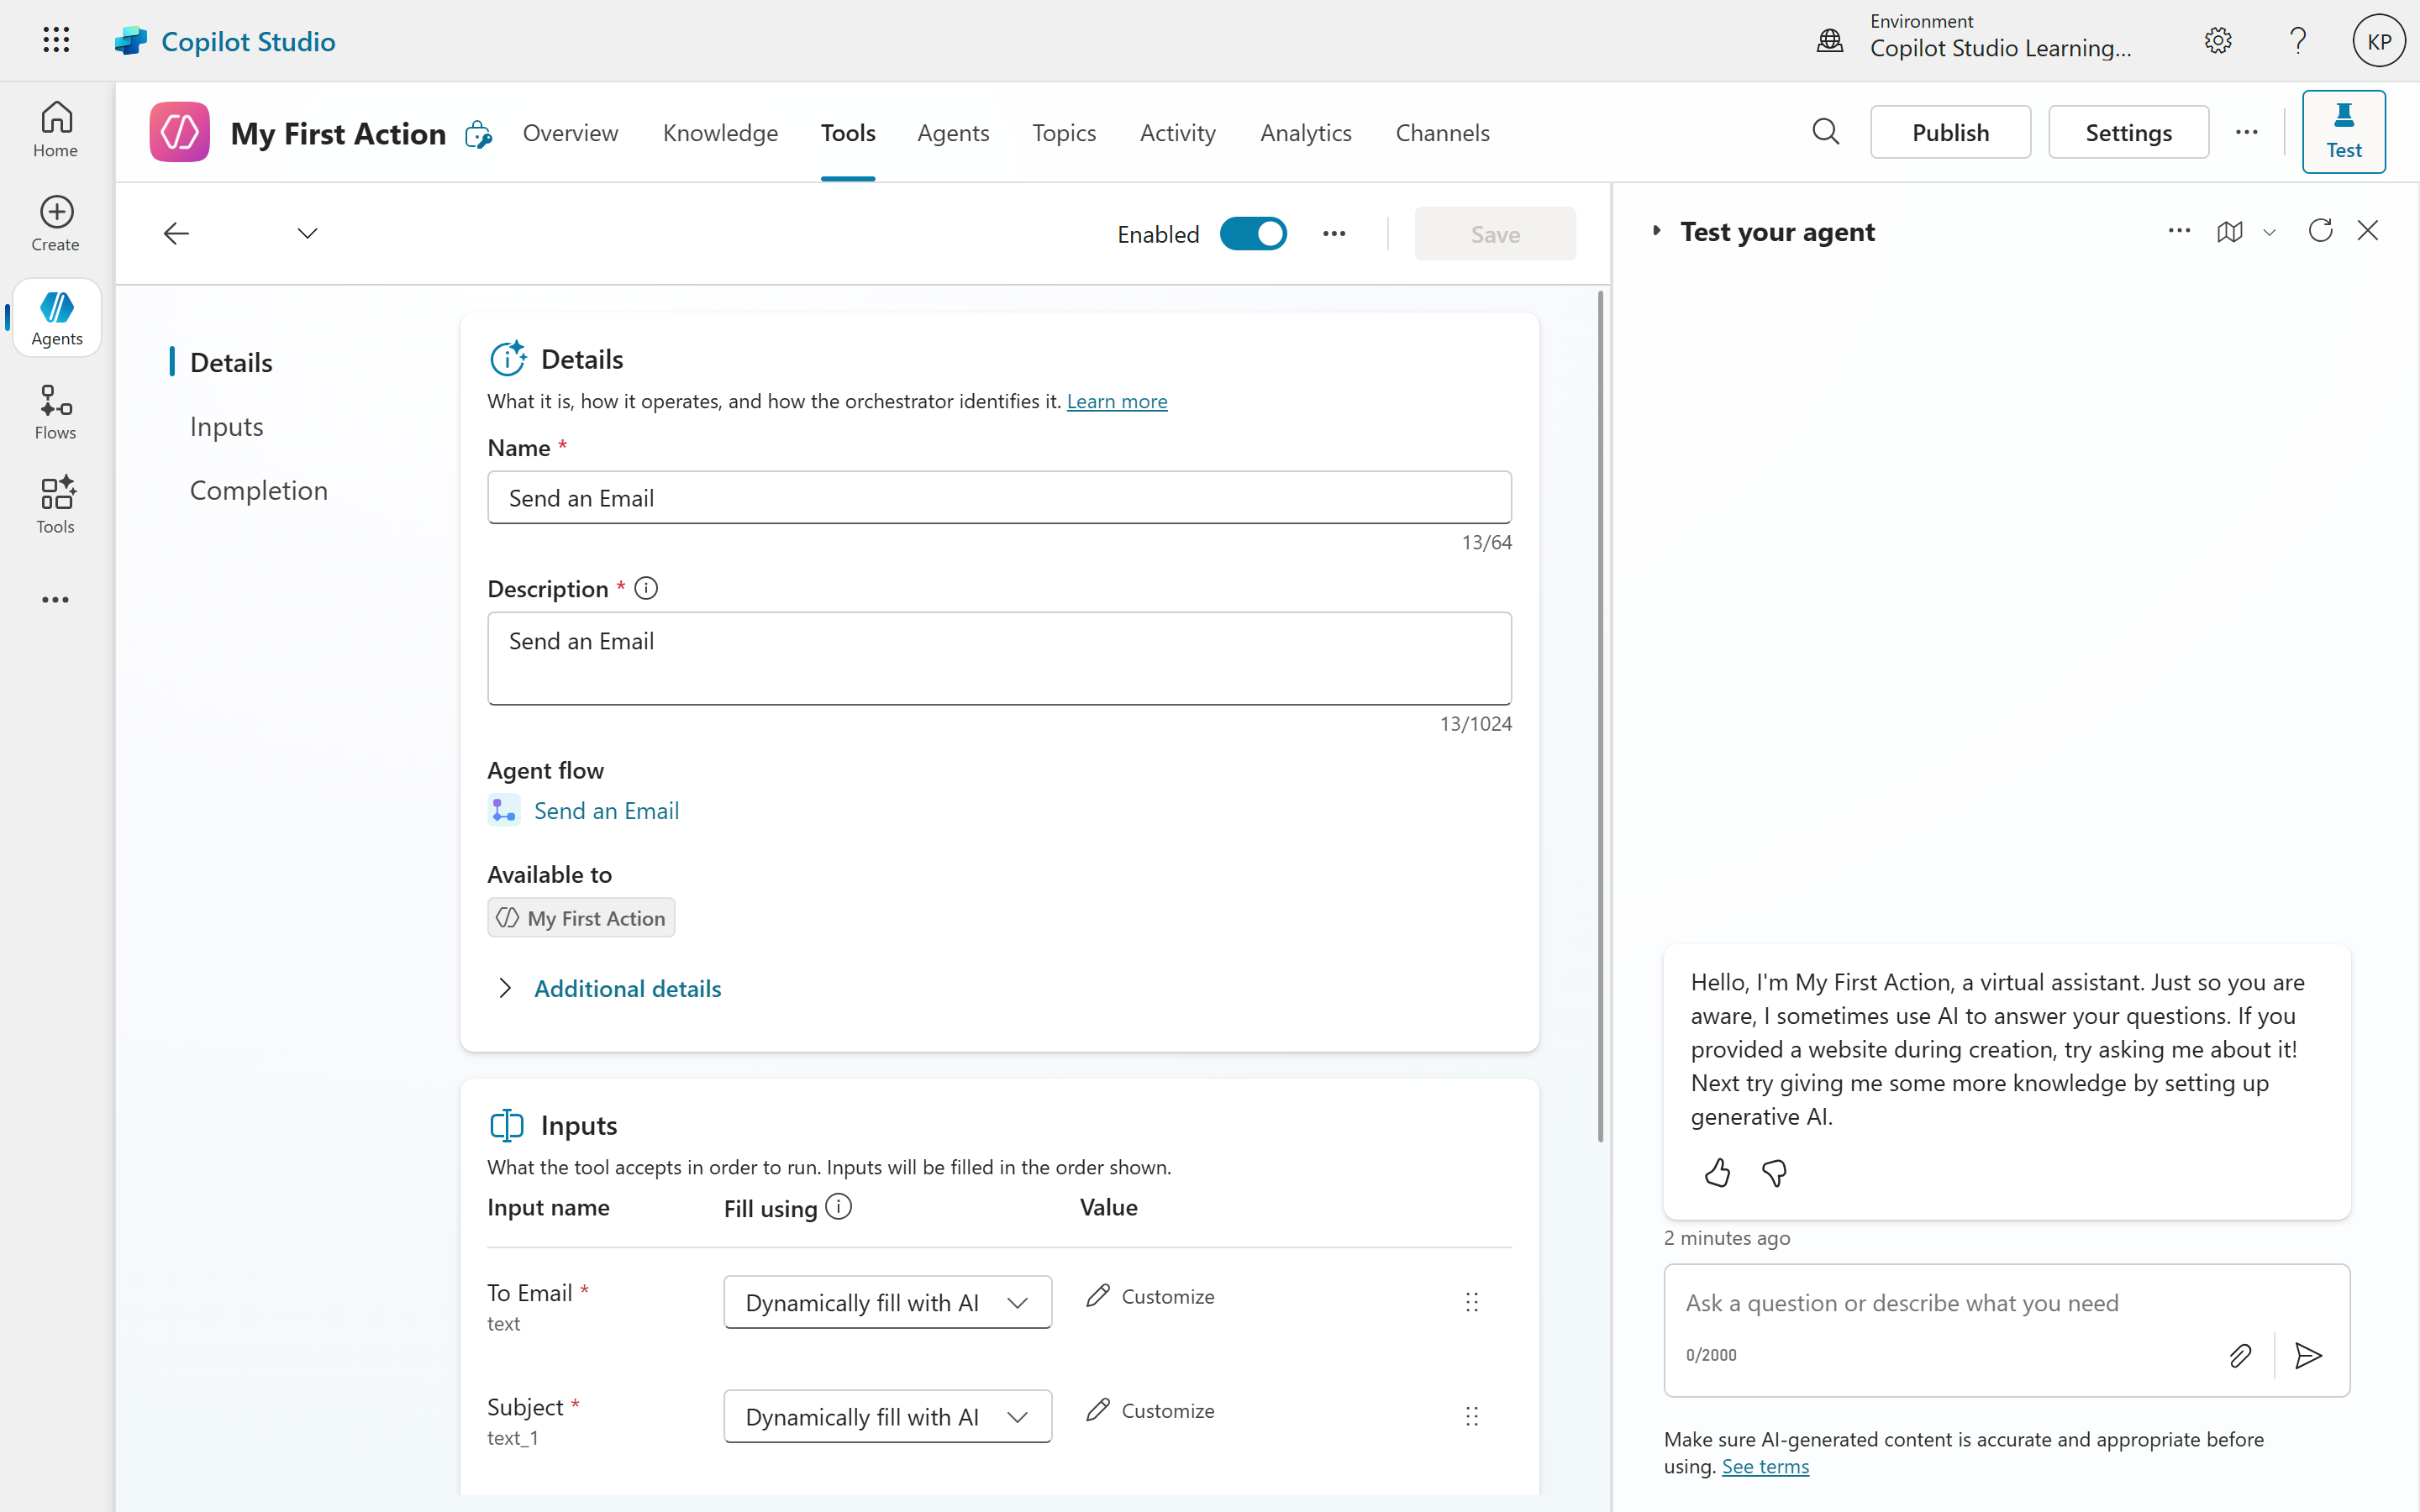 Copilot Studio
Environment
Copilot Studio Learning...
KP
Home
Create
Agents
Flows
Tools
My First Action
Overview
Knowledge
Tools
Agents
Topics
Activity
Analytics
Channels
Publish
Settings
Test
Enabled
Save
Details
Inputs
Completion
Details
What it is, how it operates, and how the orchestrator identifies it. Learn more
Name *
Send an Email
13/64
Description *
Send an Email
13/1024
Agent flow
Send an Email
Available to
My First Action
Additional details
Inputs
What the tool accepts in order to run. Inputs will be filled in the order shown.
Input name
Fill using
Value
To Email *
text
Dynamically fill with AI
Customize
Subject *
text_1
Dynamically fill with AI
Customize
Test your agent
Hello, I'm My First Action, a virtual assistant. Just so you are
aware, I sometimes use AI to answer your questions. If you
provided a website during creation, try asking me about it!
Next try giving me some more knowledge by setting up
generative AI.
2 minutes ago
Ask a question or describe what you need
0/2000
Make sure AI-generated content is accurate and appropriate before
using. See terms